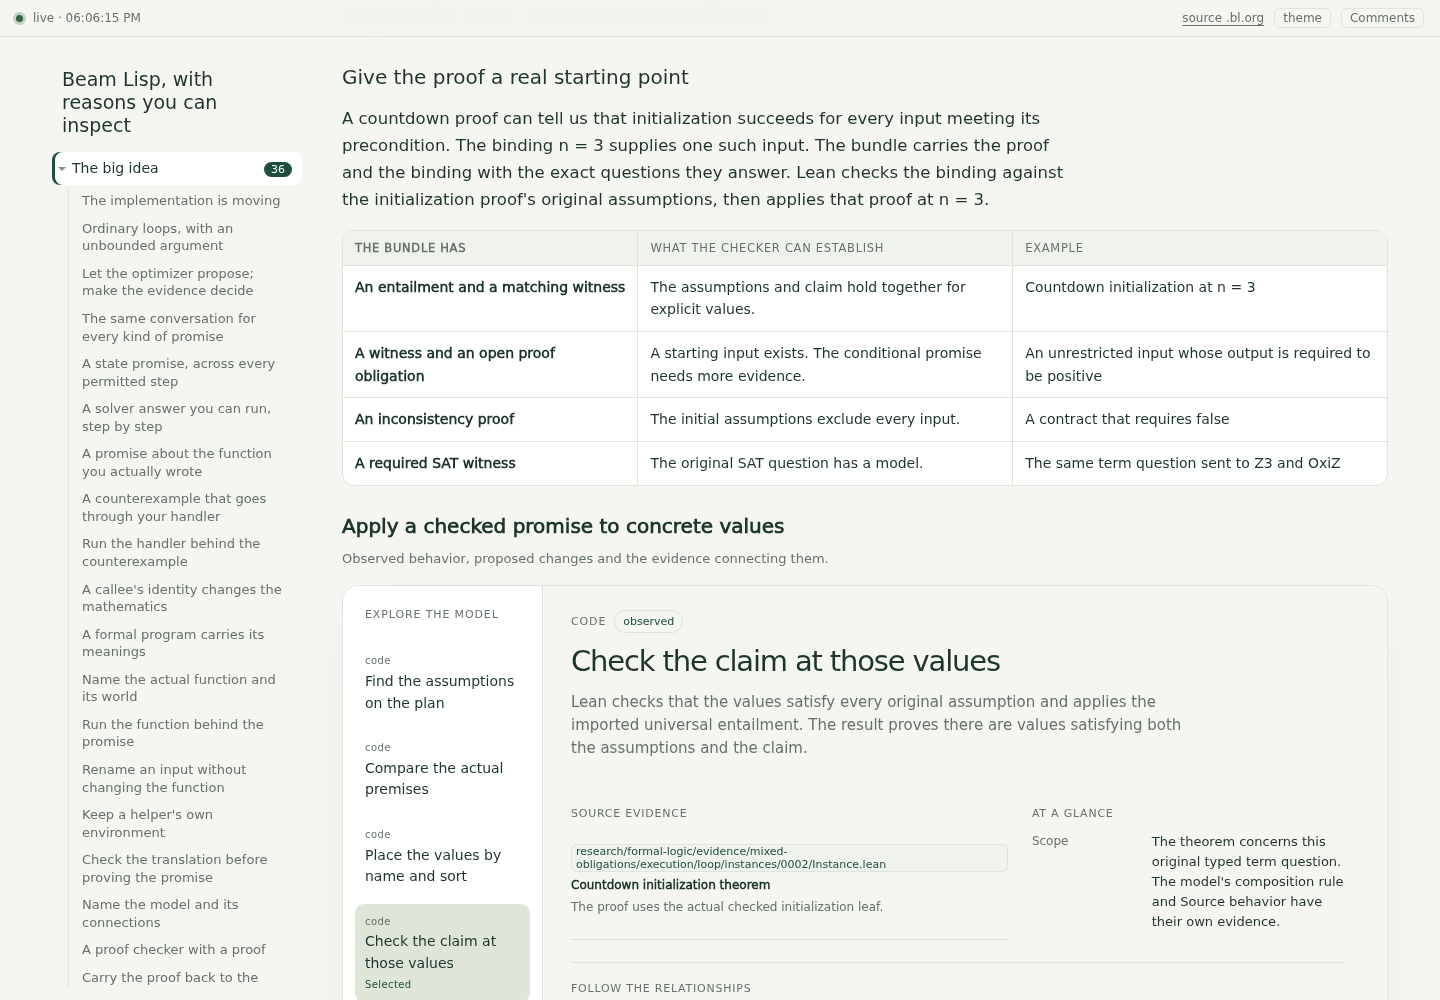 live · 06:06:15 PM
source .bl.org
theme
Comments
Beam Lisp, with
reasons you can
inspect
The big idea
36
The implementation is moving
Ordinary loops, with an
unbounded argument
Let the optimizer propose;
make the evidence decide
The same conversation for
every kind of promise
A state promise, across every
permitted step
A solver answer you can run,
step by step
A promise about the function
you actually wrote
A counterexample that goes
through your handler
Run the handler behind the
counterexample
A callee's identity changes the
mathematics
A formal program carries its
meanings
Name the actual function and
its world
Run the function behind the
promise
Rename an input without
changing the function
Keep a helper's own
environment
Check the translation before
proving the promise
Name the model and its
connections
A proof checker with a proof
Carry the proof back to the
Give the proof a real starting point
A countdown proof can tell us that initialization succeeds for every input meeting its
precondition. The binding n = 3 supplies one such input. The bundle carries the proof
and the binding with the exact questions they answer. Lean checks the binding against
the initialization proof's original assumptions, then applies that proof at n = 3.
THE BUNDLE HAS
WHAT THE CHECKER CAN ESTABLISH
EXAMPLE
An entailment and a matching witness
The assumptions and claim hold together for
explicit values.
Countdown initialization at n = 3
A witness and an open proof
obligation
A starting input exists. The conditional promise
needs more evidence.
An unrestricted input whose output is required to
be positive
An inconsistency proof
The initial assumptions exclude every input.
A contract that requires false
A required SAT witness
The original SAT question has a model.
The same term question sent to Z3 and OxiZ
Apply a checked promise to concrete values
Observed behavior, proposed changes and the evidence connecting them.
EXPLORE THE MODEL
code
Find the assumptions
on the plan
code
Compare the actual
premises
code
Place the values by
name and sort
code
Check the claim at
those values
Selected
CODE
observed
Check the claim at those values
Lean checks that the values satisfy every original assumption and applies the
imported universal entailment. The result proves there are values satisfying both
the assumptions and the claim.
SOURCE EVIDENCE
research/formal-logic/evidence/mixed-
obligations/execution/loop/instances/0002/Instance.lean
Countdown initialization theorem
The proof uses the actual checked initialization leaf.
AT A GLANCE
Scope
The theorem concerns this
original typed term question.
The model's composition rule
and Source behavior have
their own evidence.
FOLLOW THE RELATIONSHIPS